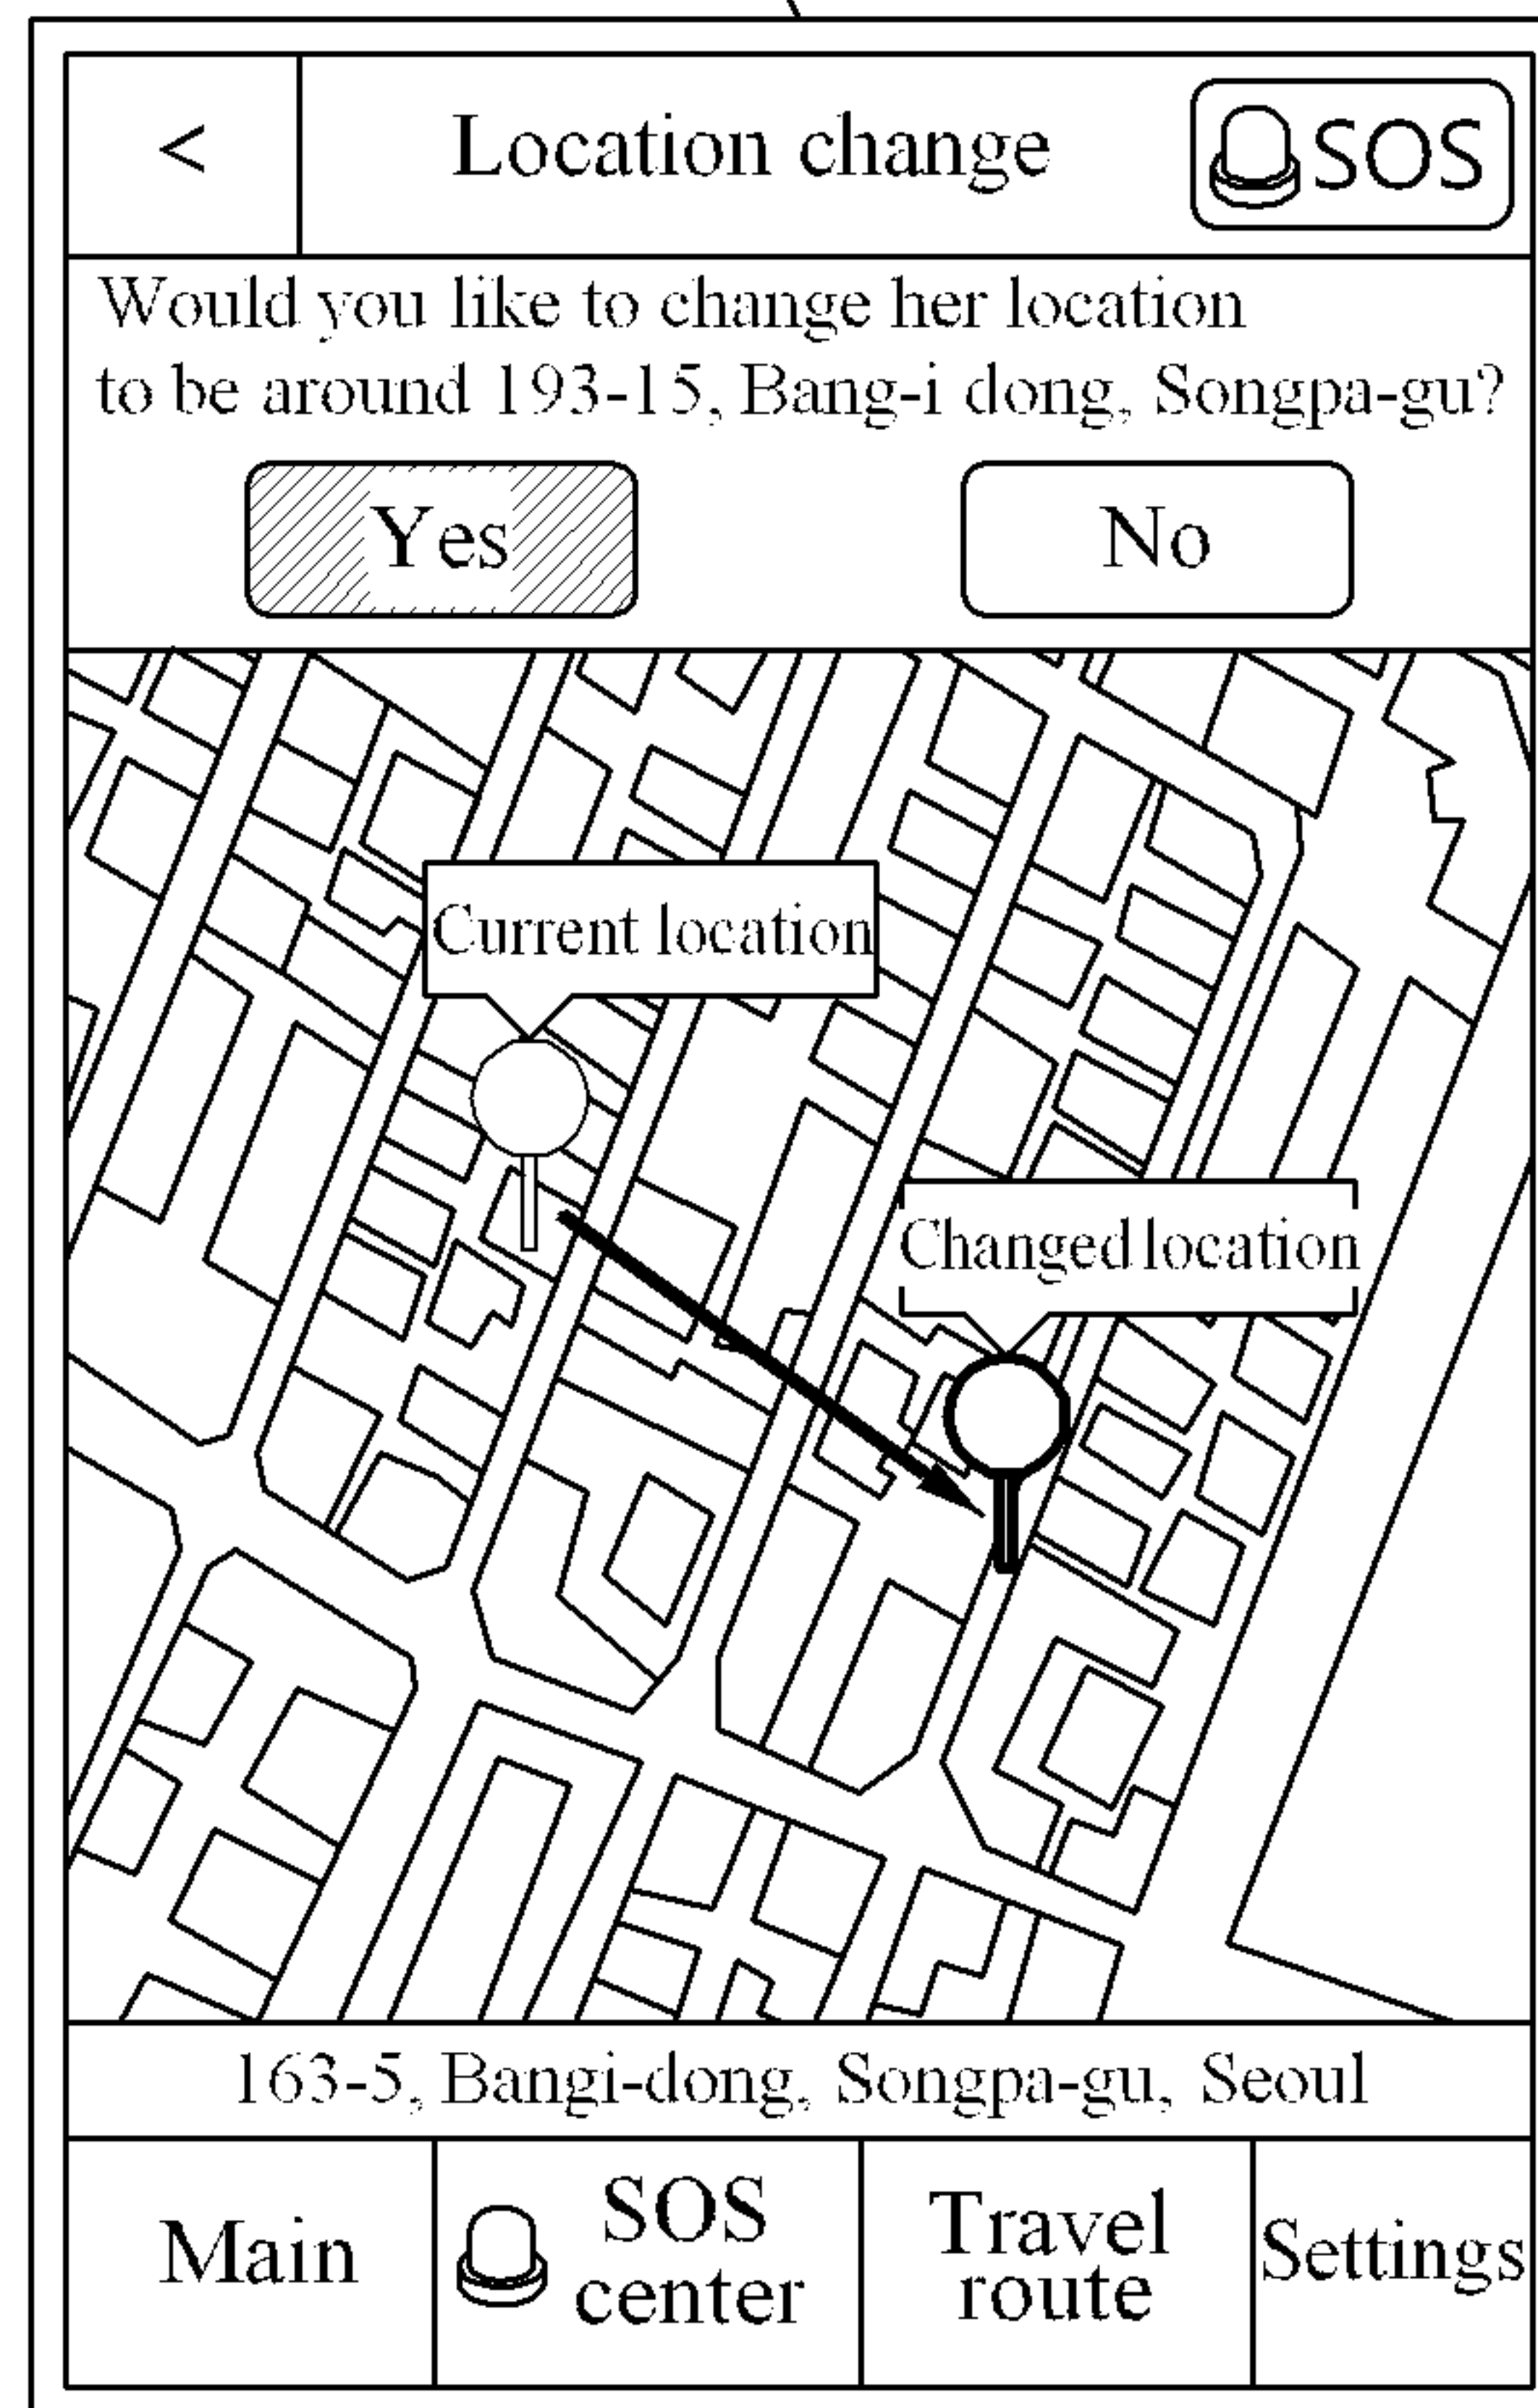 < Location change SOS
Would you like to change her location
to be around 193-15, Bang-i dong, Songpa-gu?
Yes No
Current location
Changed location
163-5, Bangi-dong, Songpa-gu, Seoul
Main SOS center Travel route Settings